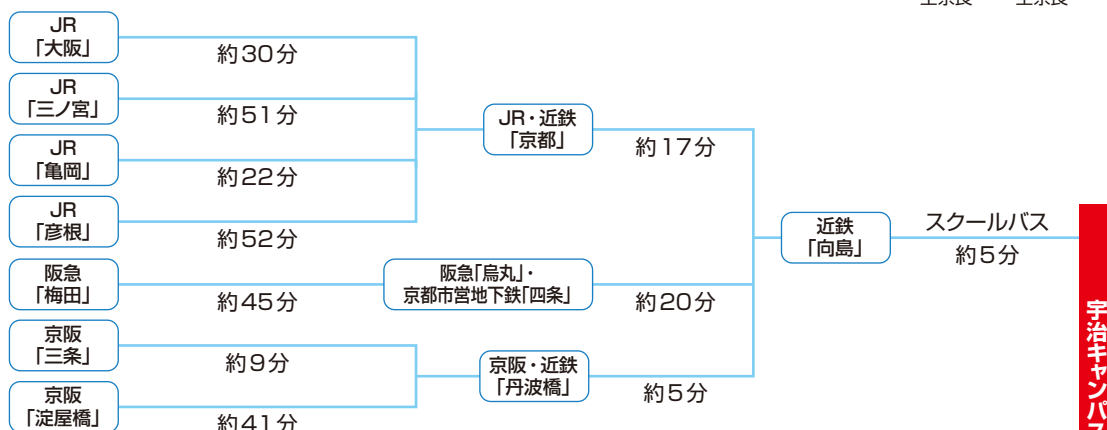 JR
「大阪」
約30分
JR
「三ノ宮」
約51分
JR
「亀岡」
約22分
JR
「彦根」
約52分
JR・近鉄
「京都」
約17分
阪急
「梅田」
約45分
阪急「烏丸」・
京都市営地下鉄「四条」
約20分
京阪
「三条」
約9分
京阪
「淀屋橋」
約41分
京阪・近鉄
「丹波橋」
約5分
近鉄
「向島」
スクールバス
約5分
宇治キャンパス